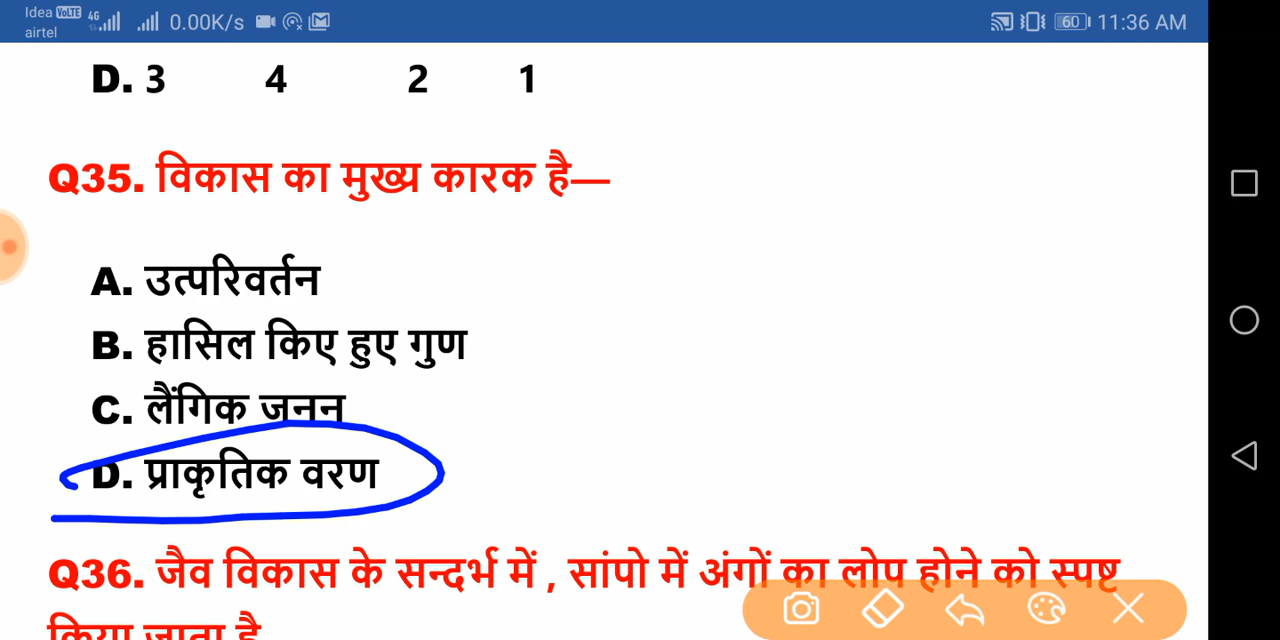 Idea VoLTE 4G 0.00K/s 60 11:36 AM
airtel
D. 3 4 2 1
Q35. विकास का मुख्य कारक है—
A. उत्परिवर्तन
B. हासिल किए हुए गुण
C. लैंगिक जनन
D. प्राकृतिक वरण
Q36. जैव विकास के सन्दर्भ में , सांपो में अंगों का लोप होने को स्पष्ट
किया जाता है